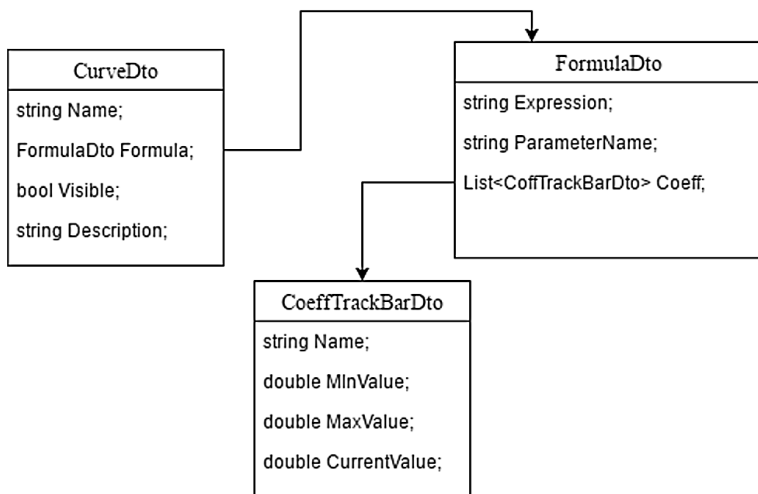 CurveDto
string Name;
FormulaDto Formula;
bool Visible;
string Description;
FormulaDto
string Expression;
string ParameterName;
List<CoffTrackBarDto> Coeff;
CoeffTrackBarDto
string Name;
double MInValue;
double MaxValue;
double CurrentValue;